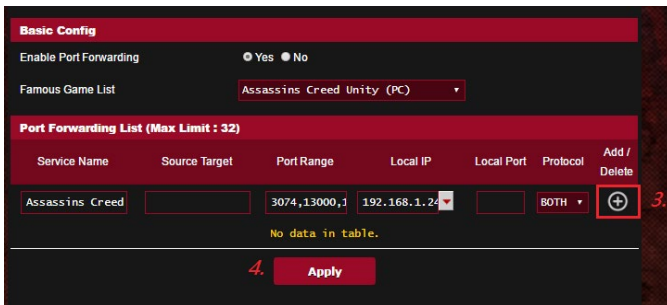 Basic Config
Enable Port Forwarding Yes No
Famous Game List Assassins Creed Unity (PC)
Port Forwarding List (Max Limit : 32)
Service Name Source Target Port Range Local IP Local Port Protocol Add / Delete
Assassins Creed 3074,13000,1 192.168.1.24 BOTH 3.
No data in table.
4. Apply